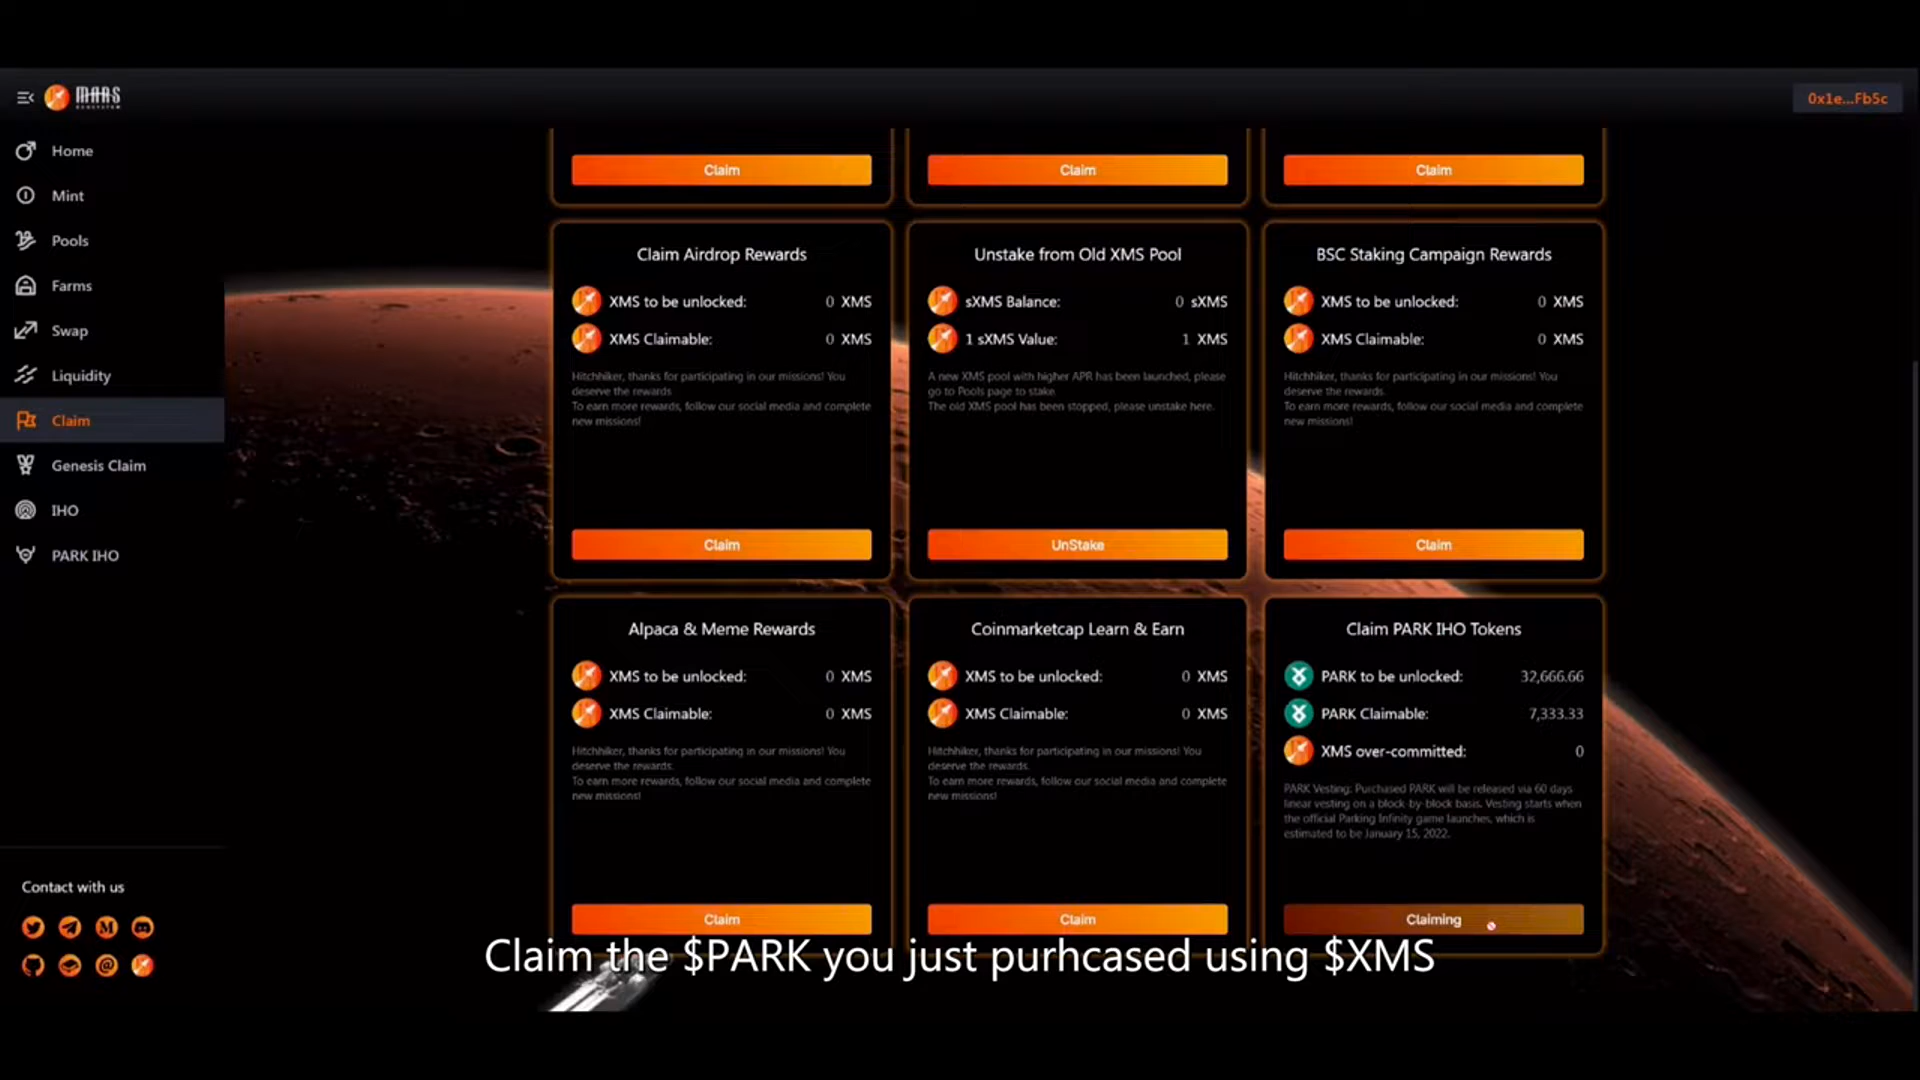 MARS
0x1e...Fb5c
Home
Mint
Pools
Farms
Swap
Liquidity
Claim
Genesis Claim
IHO
PARK IHO
Contact with us
Claim
Claim
Claim
Claim Airdrop Rewards
XMS to be unlocked: 0 XMS
XMS Claimable: 0 XMS
Hitchhiker, thanks for participating in our missions! You
deserve the rewards.
To earn more rewards, follow our social media and complete
new missions!
Claim
Unstake from Old XMS Pool
sXMS Balance: 0 sXMS
1 sXMS Value: 1 XMS
A new XMS pool with higher APR has been launched, please
go to Pools page to stake.
The old XMS pool has been stopped, please unstake here.
UnStake
BSC Staking Campaign Rewards
XMS to be unlocked: 0 XMS
XMS Claimable: 0 XMS
Hitchhiker, thanks for participating in our missions! You
deserve the rewards.
To earn more rewards, follow our social media and complete
new missions!
Claim
Alpaca & Meme Rewards
XMS to be unlocked: 0 XMS
XMS Claimable: 0 XMS
Hitchhiker, thanks for participating in our missions! You
deserve the rewards.
To earn more rewards, follow our social media and complete
new missions!
Claim
Coinmarketcap Learn & Earn
XMS to be unlocked: 0 XMS
XMS Claimable: 0 XMS
Hitchhiker, thanks for participating in our missions! You
deserve the rewards.
To earn more rewards, follow our social media and complete
new missions!
Claim
Claim PARK IHO Tokens
PARK to be unlocked: 32,666.66
PARK Claimable: 7,333.33
XMS over-committed: 0
PARK Vesting: Purchased PARK will be released via 60 days
linear vesting on a block-by-block basis. Vesting starts when
the official Parking Infinity game launches, which is
estimated to be January 15, 2022.
Claiming
Claim the $PARK you just purhcased using $XMS